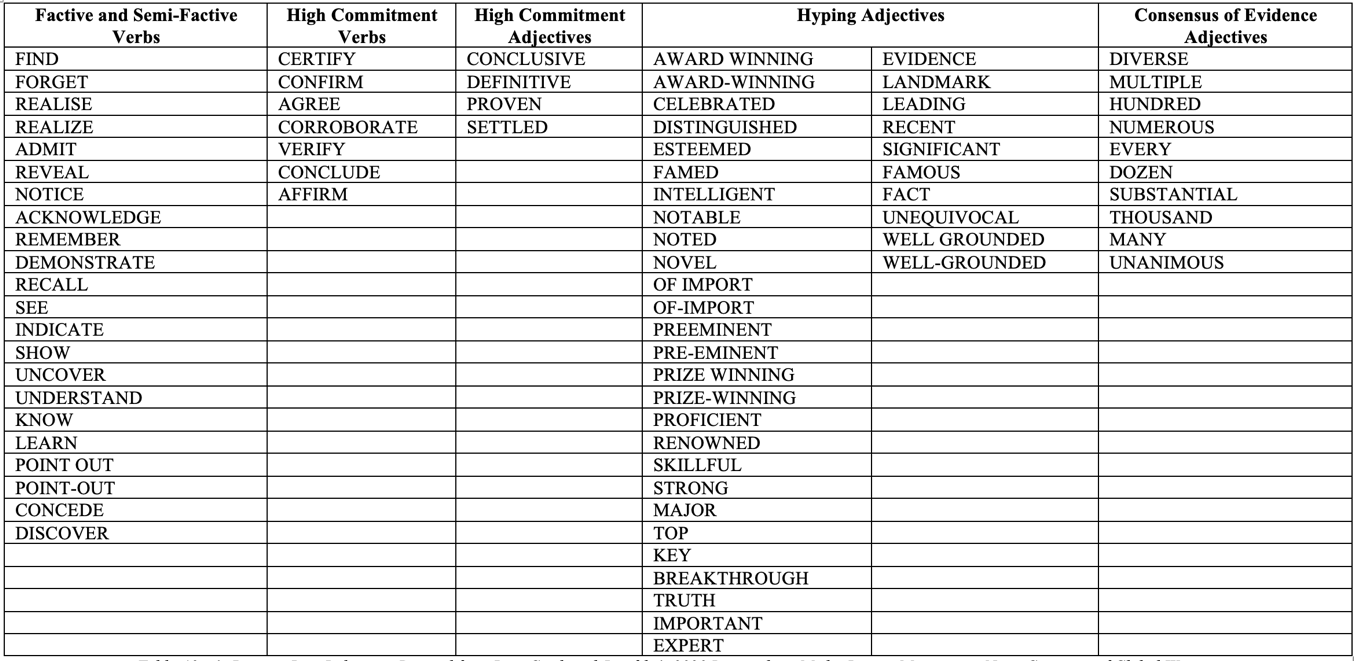 Factive and Semi-Factive Verbs High Commitment Verbs High Commitment Adjectives Hyping Adjectives Consensus of Evidence Adjectives
FIND CERTIFY CONCLUSIVE AWARD WINNING EVIDENCE DIVERSE
FORGET CONFIRM DEFINITIVE AWARD-WINNING LANDMARK MULTIPLE
REALISE AGREE PROVEN CELEBRATED LEADING HUNDRED
REALIZE CORROBORATE SETTLED DISTINGUISHED RECENT NUMEROUS
ADMIT VERIFY ESTEEMED SIGNIFICANT EVERY
REVEAL CONCLUDE FAMED FAMOUS DOZEN
NOTICE AFFIRM INTELLIGENT FACT SUBSTANTIAL
ACKNOWLEDGE NOTABLE UNEQUIVOCAL THOUSAND
REMEMBER NOTED WELL GROUNDED MANY
DEMONSTRATE NOVEL WELL-GROUNDED UNANIMOUS
RECALL OF IMPORT
SEE OF-IMPORT
INDICATE PREEMINENT
SHOW PRE-EMINENT
UNCOVER PRIZE WINNING
UNDERSTAND PRIZE-WINNING
KNOW PROFICIENT
LEARN RENOWNED
POINT OUT SKILLFUL
POINT-OUT STRONG
CONCEDE MAJOR
DISCOVER TOP
KEY
BREAKTHROUGH
TRUTH
IMPORTANT
EXPERT